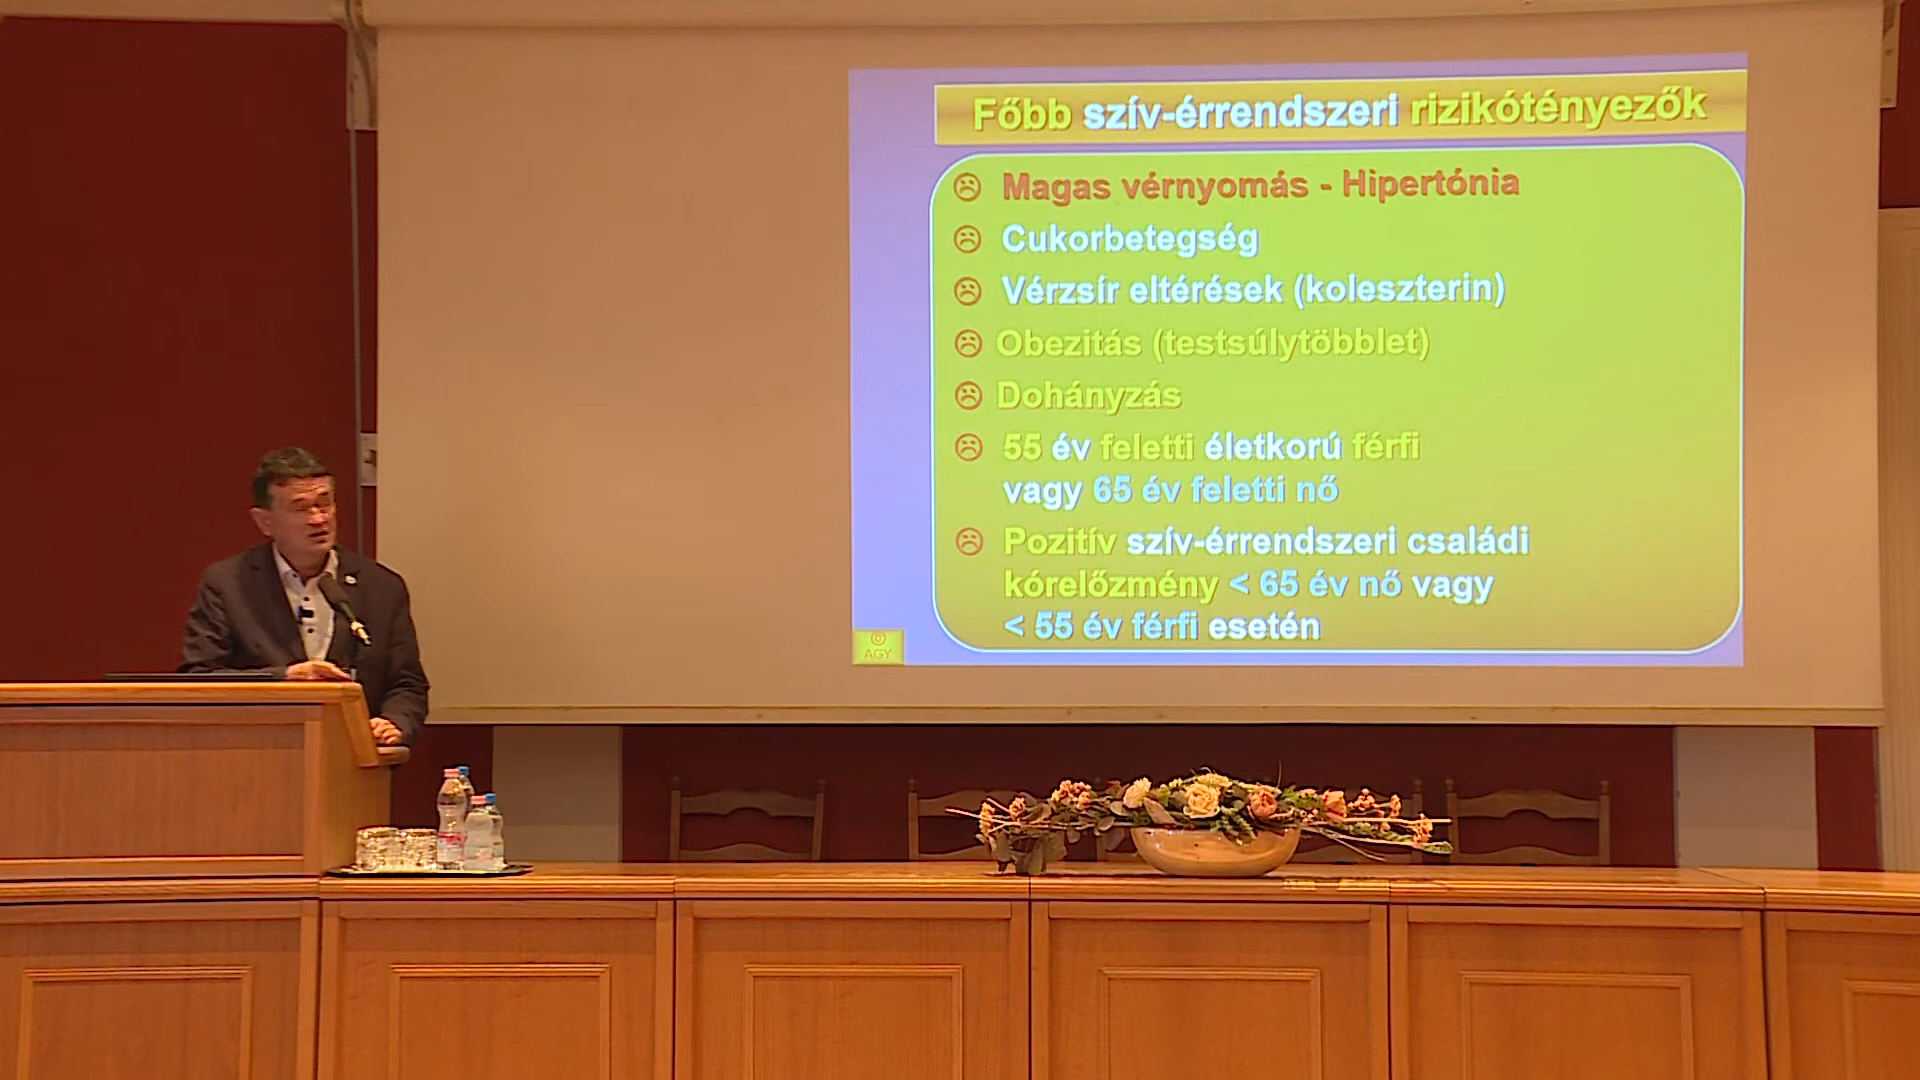 Főbb szív-érrendszeri rizikótényezők
Magas vérnyomás - Hipertónia
Cukorbetegség
Vérzsír eltérések (koleszterin)
Obezitás (testsúlytöbblet)
Dohányzás
55 év feletti életkorú férfi
vagy 65 év feletti nő
Pozitív szív-érrendszeri családi
kórelőzmény < 65 év nő vagy
< 55 év férfi esetén
AGY